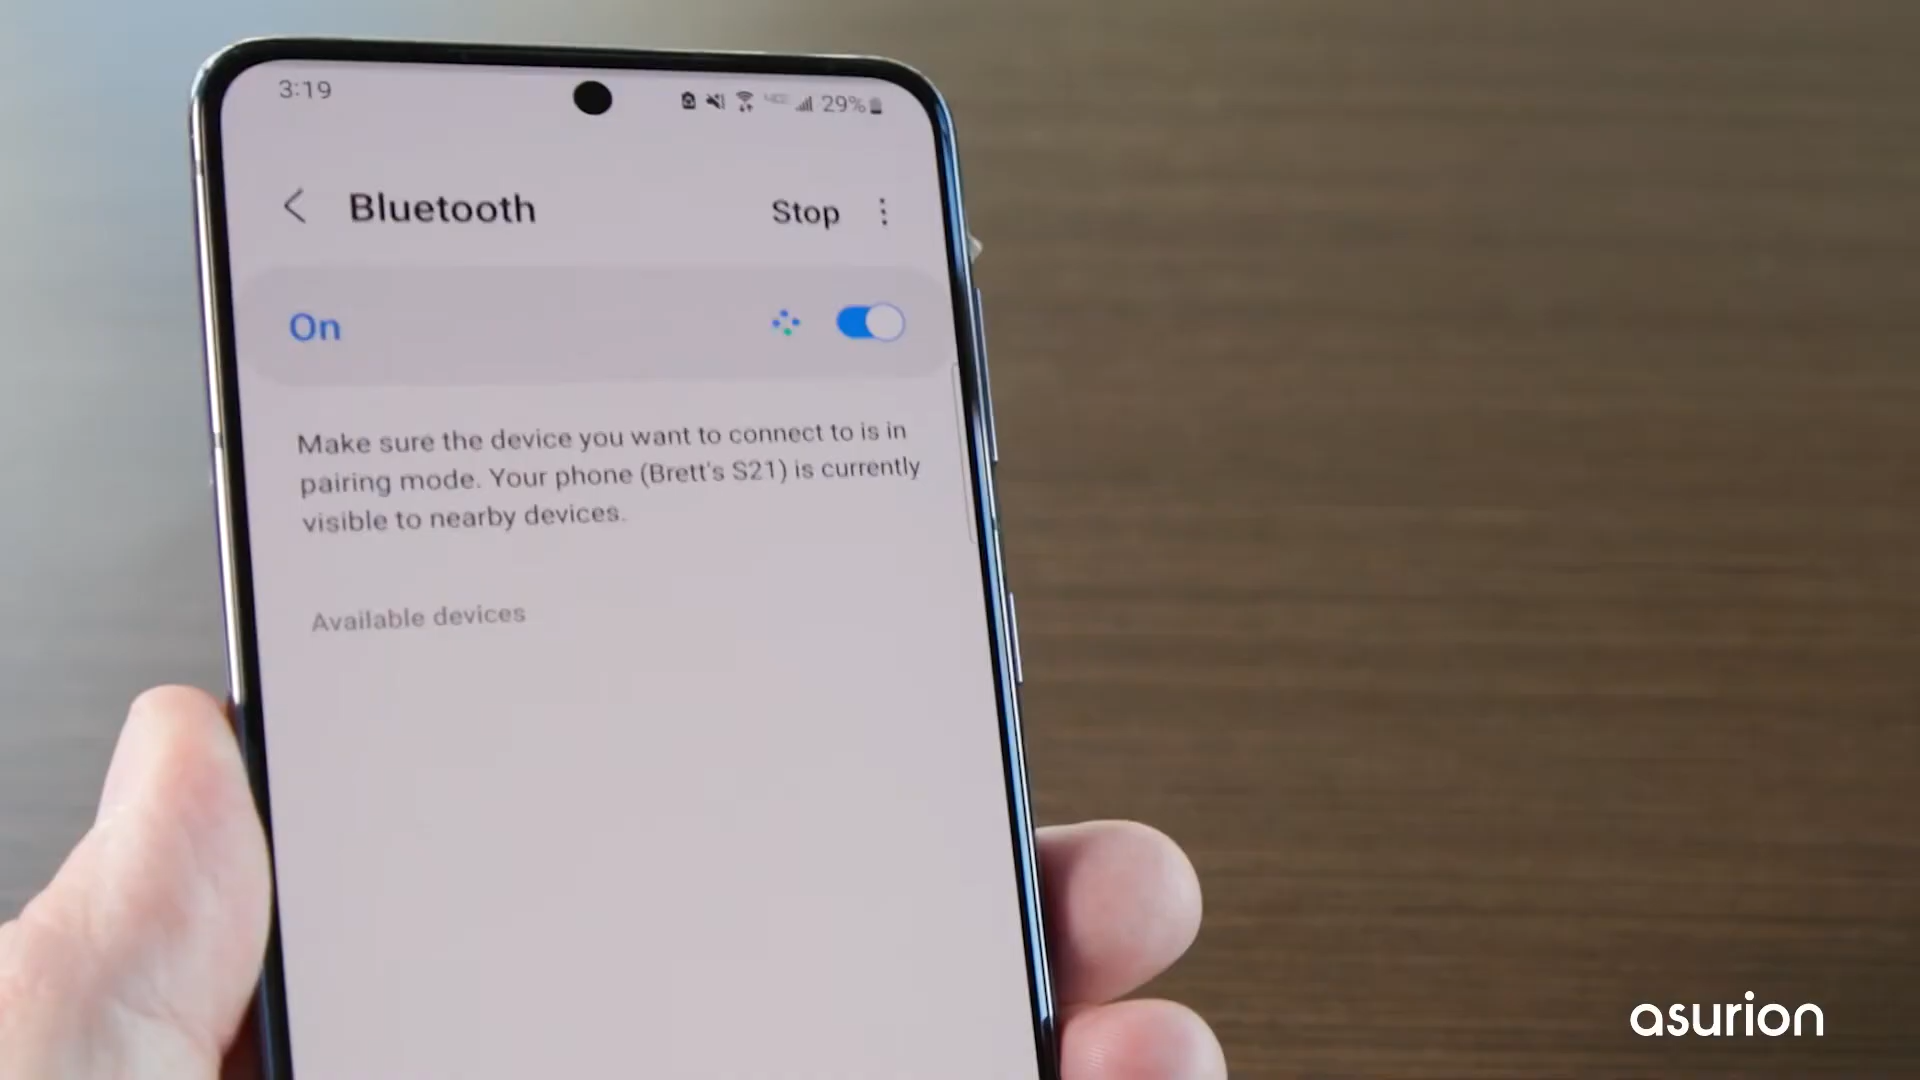 3:19
29%
Bluetooth
Stop
On
Make sure the device you want to connect to is in
pairing mode. Your phone (Brett's S21) is currently
visible to nearby devices.
Available devices
asurion